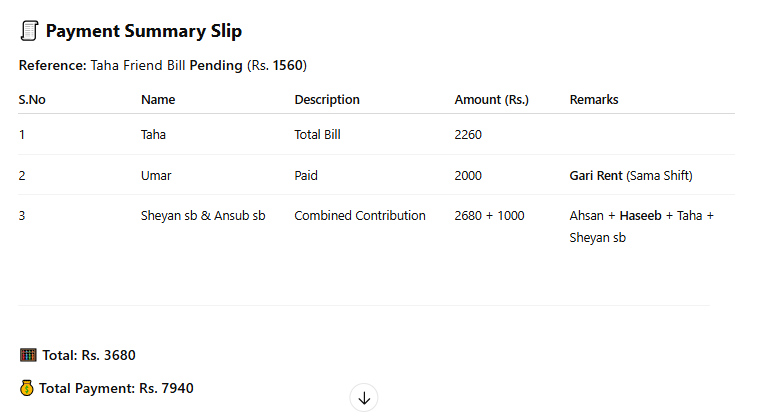 Payment Summary Slip
Reference: Taha Friend Bill Pending (Rs. 1560)
S.No Name Description Amount (Rs.) Remarks
1 Taha Total Bill 2260
2 Umar Paid 2000 Gari Rent (Sama Shift)
3 Sheyan sb & Ansub sb Combined Contribution 2680 + 1000 Ahsan + Haseeb + Taha +
Sheyan sb
Total: Rs. 3680
Total Payment: Rs. 7940